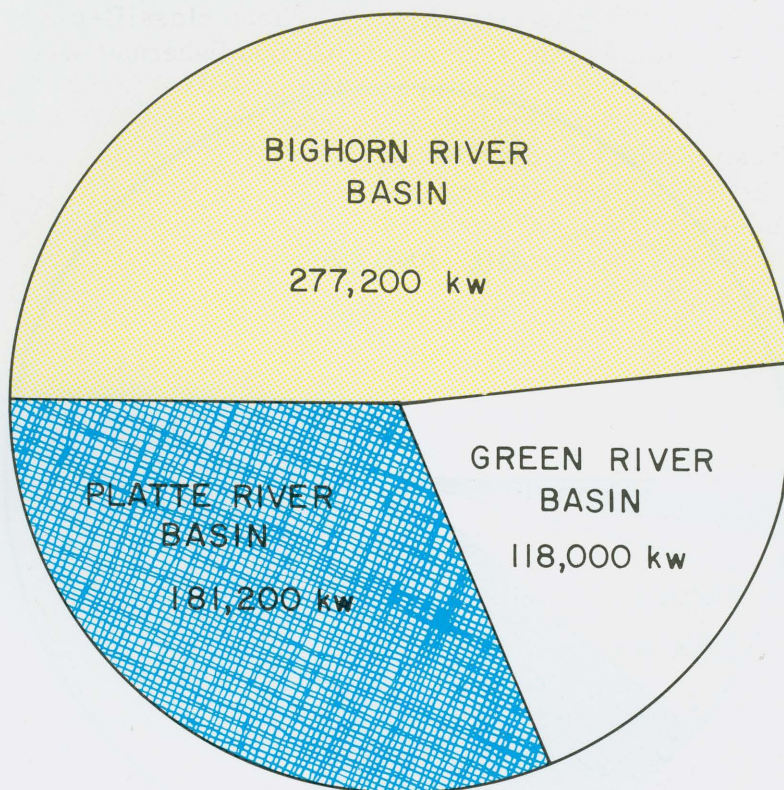 BIGHORN RIVER
BASIN
277,200 kw
GREEN RIVER
BASIN
118,000 kw
PLATTE RIVER
BASIN
181,200 kw